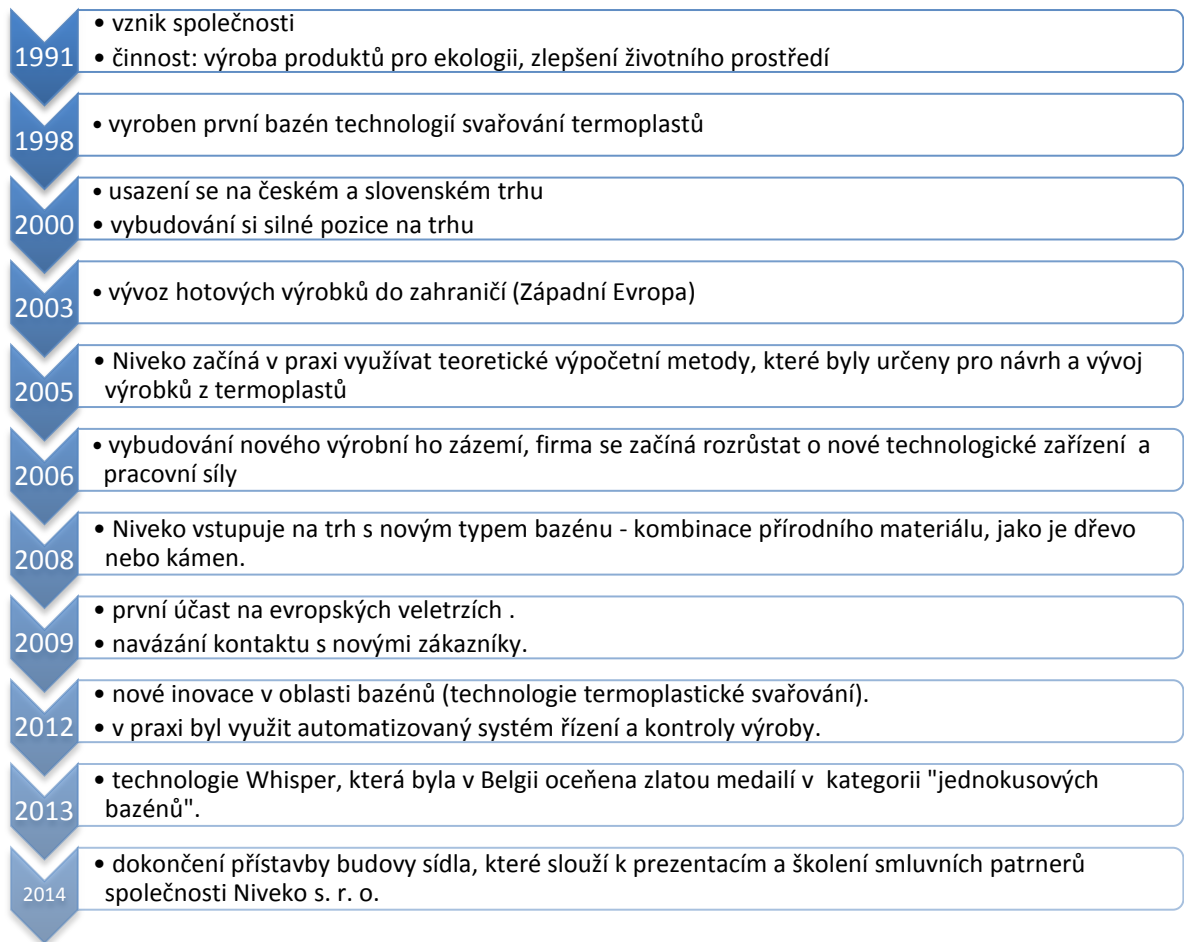 1991
• vznik společnosti
• činnost: výroba produktů pro ekologii, zlepšení životního prostředí
1998
• vyroben první bazén technologií svařování termoplastů
2000
• usazení se na českém a slovenském trhu
• vybudování si silné pozice na trhu
2003
• vývoz hotových výrobků do zahraničí (Západní Evropa)
2005
• Niveko začíná v praxi využívat teoretické výpočetní metody, které byly určeny pro návrh a vývoj
výrobků z termoplastů
2006
• vybudování nového výrobní ho zázemí, firma se začíná rozrůstat o nové technologické zařízení  a
pracovní síly
2008
• Niveko vstupuje na trh s novým typem bazénu - kombinace přírodního materiálu, jako je dřevo
nebo kámen.
2009
• první účast na evropských veletrzích .
• navázání kontaktu s novými zákazníky.
2012
• nové inovace v oblasti bazénů (technologie termoplastické svařování).
• v praxi byl využit automatizovaný systém řízení a kontroly výroby.
2013
• technologie Whisper, která byla v Belgii oceňena zlatou medailí v  kategorii "jednokusových
bazénů".
2014
• dokončení přístavby budovy sídla, které slouží k prezentacím a školení smluvních patrnerů
společnosti Niveko s. r. o.